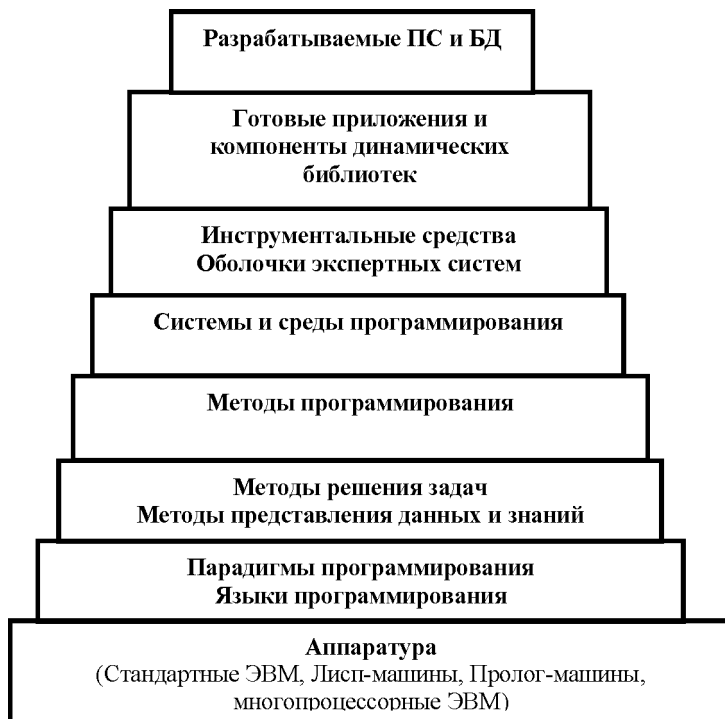 Разрабатываемые ПС и БД
Готовые приложения и
компоненты динамических
библиотек
Инструментальные средства
Оболочки экспертных систем
Системы и среды программирования
Методы программирования
Методы решения задач
Методы представления данных и знаний
Парадигмы программирования
Языки программирования
Аппаратура
(Стандартные ЭВМ, Лисп-машины, Пролог-машины,
многопроцессорные ЭВМ)